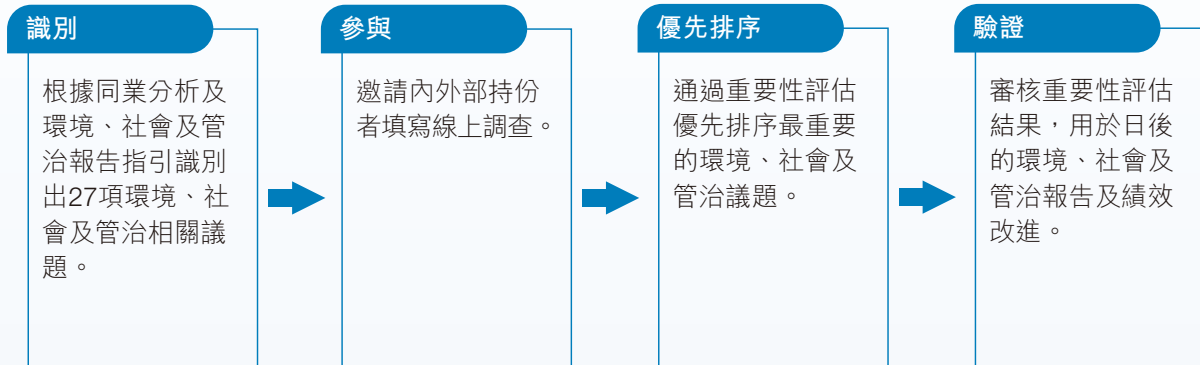 識別
根據同業分析及
環境、社會及管
治報告指引識別
出27項環境、社
會及管治相關議
題。
參與
邀請內外部持份
者填寫線上調查。
優先排序
通過重要性評估
優先排序最重要
的環境、社會及
管治議題。
驗證
審核重要性評估
結果，用於日後
的環境、社會及
管治報告及績效
改進。